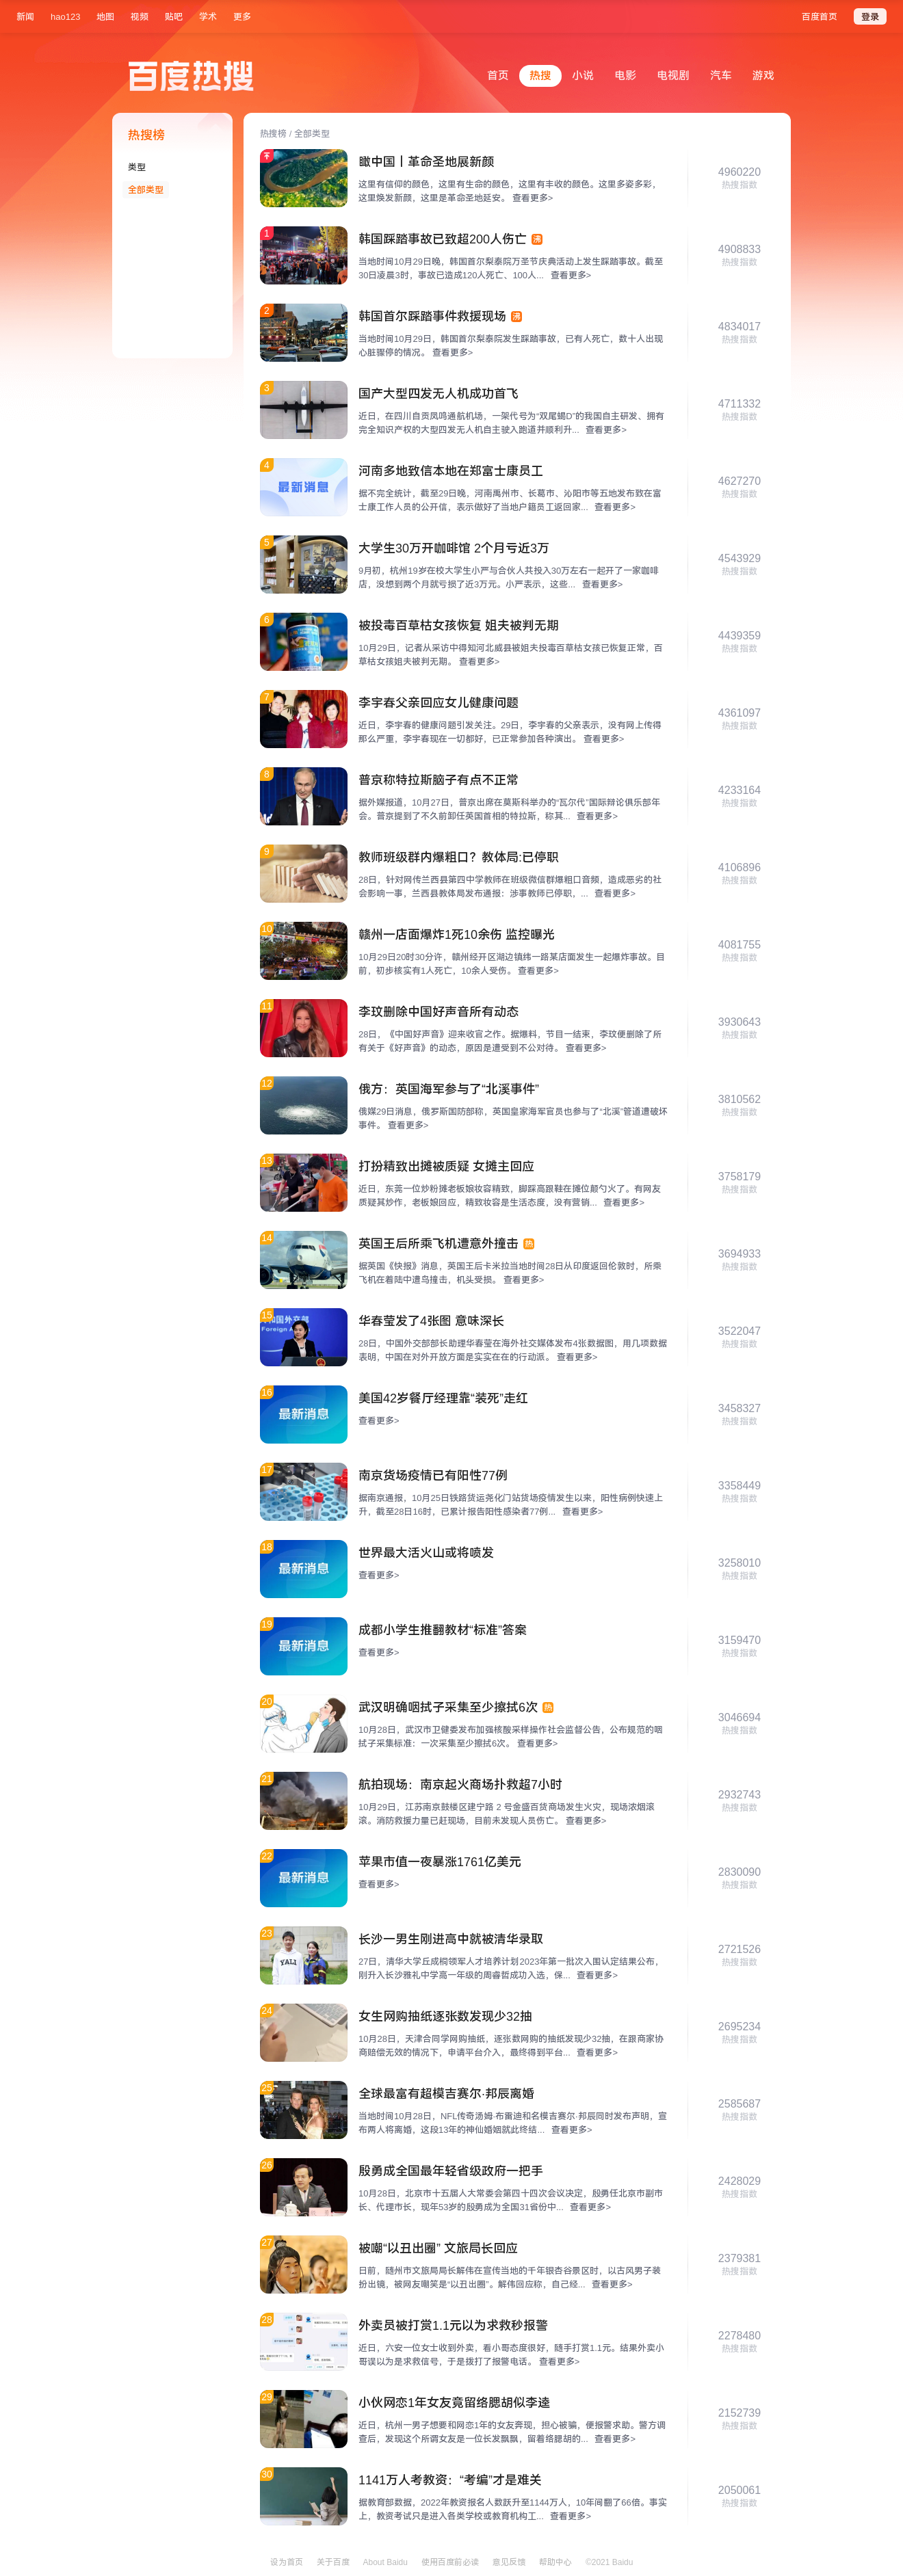 新闻 hao123 地图 视频 贴吧 学术 更多 百度首页 登录
百度热搜 首页 热搜 小说 电影 电视剧 汽车 游戏
热搜榜
类型
全部类型
热搜榜 / 全部类型
瞰中国丨革命圣地展新颜
这里有信仰的颜色，这里有生命的颜色，这里有丰收的颜色。这里多姿多彩，
这里焕发新颜，这里是革命圣地延安。 查看更多>
4960220
热搜指数
1
韩国踩踏事故已致超200人伤亡 沸
当地时间10月29日晚，韩国首尔梨泰院万圣节庆典活动上发生踩踏事故。截至
30日凌晨3时，事故已造成120人死亡、100人... 查看更多>
4908833
热搜指数
2
韩国首尔踩踏事件救援现场 沸
当地时间10月29日，韩国首尔梨泰院发生踩踏事故，已有人死亡，数十人出现
心脏骤停的情况。 查看更多>
4834017
热搜指数
3
国产大型四发无人机成功首飞
近日，在四川自贡凤鸣通航机场，一架代号为“双尾蝎D”的我国自主研发、拥有
完全知识产权的大型四发无人机自主驶入跑道并顺利升... 查看更多>
4711332
热搜指数
4
最新消息
河南多地致信本地在郑富士康员工
据不完全统计，截至29日晚，河南禹州市、长葛市、沁阳市等五地发布致在富
士康工作人员的公开信，表示做好了当地户籍员工返回家... 查看更多>
4627270
热搜指数
5
大学生30万开咖啡馆 2个月亏近3万
9月初，杭州19岁在校大学生小严与合伙人共投入30万左右一起开了一家咖啡
店，没想到两个月就亏损了近3万元。小严表示，这些... 查看更多>
4543929
热搜指数
6
被投毒百草枯女孩恢复 姐夫被判无期
10月29日，记者从采访中得知河北威县被姐夫投毒百草枯女孩已恢复正常，百
草枯女孩姐夫被判无期。 查看更多>
4439359
热搜指数
7
李宇春父亲回应女儿健康问题
近日，李宇春的健康问题引发关注。29日，李宇春的父亲表示，没有网上传得
那么严重，李宇春现在一切都好，已正常参加各种演出。 查看更多>
4361097
热搜指数
8
普京称特拉斯脑子有点不正常
据外媒报道，10月27日，普京出席在莫斯科举办的“瓦尔代”国际辩论俱乐部年
会。普京提到了不久前卸任英国首相的特拉斯，称其... 查看更多>
4233164
热搜指数
9
教师班级群内爆粗口？教体局:已停职
28日，针对网传兰西县第四中学教师在班级微信群爆粗口音频，造成恶劣的社
会影响一事，兰西县教体局发布通报：涉事教师已停职，... 查看更多>
4106896
热搜指数
10
赣州一店面爆炸1死10余伤 监控曝光
10月29日20时30分许，赣州经开区湖边镇纬一路某店面发生一起爆炸事故。目
前，初步核实有1人死亡，10余人受伤。 查看更多>
4081755
热搜指数
11
李玟删除中国好声音所有动态
28日，《中国好声音》迎来收官之作。据爆料，节目一结束，李玟便删除了所
有关于《好声音》的动态，原因是遭受到不公对待。 查看更多>
3930643
热搜指数
12
俄方：英国海军参与了“北溪事件”
俄媒29日消息，俄罗斯国防部称，英国皇家海军官员也参与了“北溪”管道遭破坏
事件。 查看更多>
3810562
热搜指数
13
打扮精致出摊被质疑 女摊主回应
近日，东莞一位炒粉摊老板娘妆容精致，脚踩高跟鞋在摊位颠勺火了。有网友
质疑其炒作，老板娘回应，精致妆容是生活态度，没有营销... 查看更多>
3758179
热搜指数
14
英国王后所乘飞机遭意外撞击 热
据英国《快报》消息，英国王后卡米拉当地时间28日从印度返回伦敦时，所乘
飞机在着陆中遭鸟撞击，机头受损。 查看更多>
3694933
热搜指数
15
华春莹发了4张图 意味深长
28日，中国外交部部长助理华春莹在海外社交媒体发布4张数据图，用几项数据
表明，中国在对外开放方面是实实在在的行动派。 查看更多>
3522047
热搜指数
16
最新消息
美国42岁餐厅经理靠“装死”走红
查看更多>
3458327
热搜指数
17
南京货场疫情已有阳性77例
据南京通报，10月25日铁路货运尧化门站货场疫情发生以来，阳性病例快速上
升，截至28日16时，已累计报告阳性感染者77例... 查看更多>
3358449
热搜指数
18
最新消息
世界最大活火山或将喷发
查看更多>
3258010
热搜指数
19
最新消息
成都小学生推翻教材“标准”答案
查看更多>
3159470
热搜指数
20
武汉明确咽拭子采集至少擦拭6次 热
10月28日，武汉市卫健委发布加强核酸采样操作社会监督公告，公布规范的咽
拭子采集标准：一次采集至少擦拭6次。 查看更多>
3046694
热搜指数
21
航拍现场：南京起火商场扑救超7小时
10月29日，江苏南京鼓楼区建宁路 2 号金盛百货商场发生火灾，现场浓烟滚
滚。消防救援力量已赶现场，目前未发现人员伤亡。 查看更多>
2932743
热搜指数
22
最新消息
苹果市值一夜暴涨1761亿美元
查看更多>
2830090
热搜指数
23
YALI
长沙一男生刚进高中就被清华录取
27日，清华大学丘成桐领军人才培养计划2023年第一批次入围认定结果公布，
刚升入长沙雅礼中学高一年级的周睿哲成功入选，保... 查看更多>
2721526
热搜指数
24
女生网购抽纸逐张数发现少32抽
10月28日，天津合同学网购抽纸，逐张数网购的抽纸发现少32抽，在跟商家协
商赔偿无效的情况下，申请平台介入，最终得到平台... 查看更多>
2695234
热搜指数
25
全球最富有超模吉赛尔·邦辰离婚
当地时间10月28日，NFL传奇汤姆·布雷迪和名模吉赛尔·邦辰同时发布声明，宣
布两人将离婚，这段13年的神仙婚姻就此终结... 查看更多>
2585687
热搜指数
26
殷勇成全国最年轻省级政府一把手
10月28日，北京市十五届人大常委会第四十四次会议决定，殷勇任北京市副市
长、代理市长，现年53岁的殷勇成为全国31省份中... 查看更多>
2428029
热搜指数
27
被嘲“以丑出圈” 文旅局长回应
日前，随州市文旅局局长解伟在宣传当地的千年银杏谷景区时，以古风男子装
扮出镜，被网友嘲笑是“以丑出圈”。解伟回应称，自己经... 查看更多>
2379381
热搜指数
28
外卖员被打赏1.1元以为求救秒报警
近日，六安一位女士收到外卖，看小哥态度很好，随手打赏1.1元。结果外卖小
哥误以为是求救信号，于是拨打了报警电话。 查看更多>
2278480
热搜指数
29
小伙网恋1年女友竟留络腮胡似李逵
近日，杭州一男子想要和网恋1年的女友奔现，担心被骗，便报警求助。警方调
查后，发现这个所谓女友是一位长发飘飘，留着络腮胡的... 查看更多>
2152739
热搜指数
30
1141万人考教资：“考编”才是难关
据教育部数据，2022年教资报名人数跃升至1144万人，10年间翻了66倍。事实
上，教资考试只是进入各类学校或教育机构工... 查看更多>
2050061
热搜指数
设为首页 关于百度 About Baidu 使用百度前必读 意见反馈 帮助中心 ©2021 Baidu